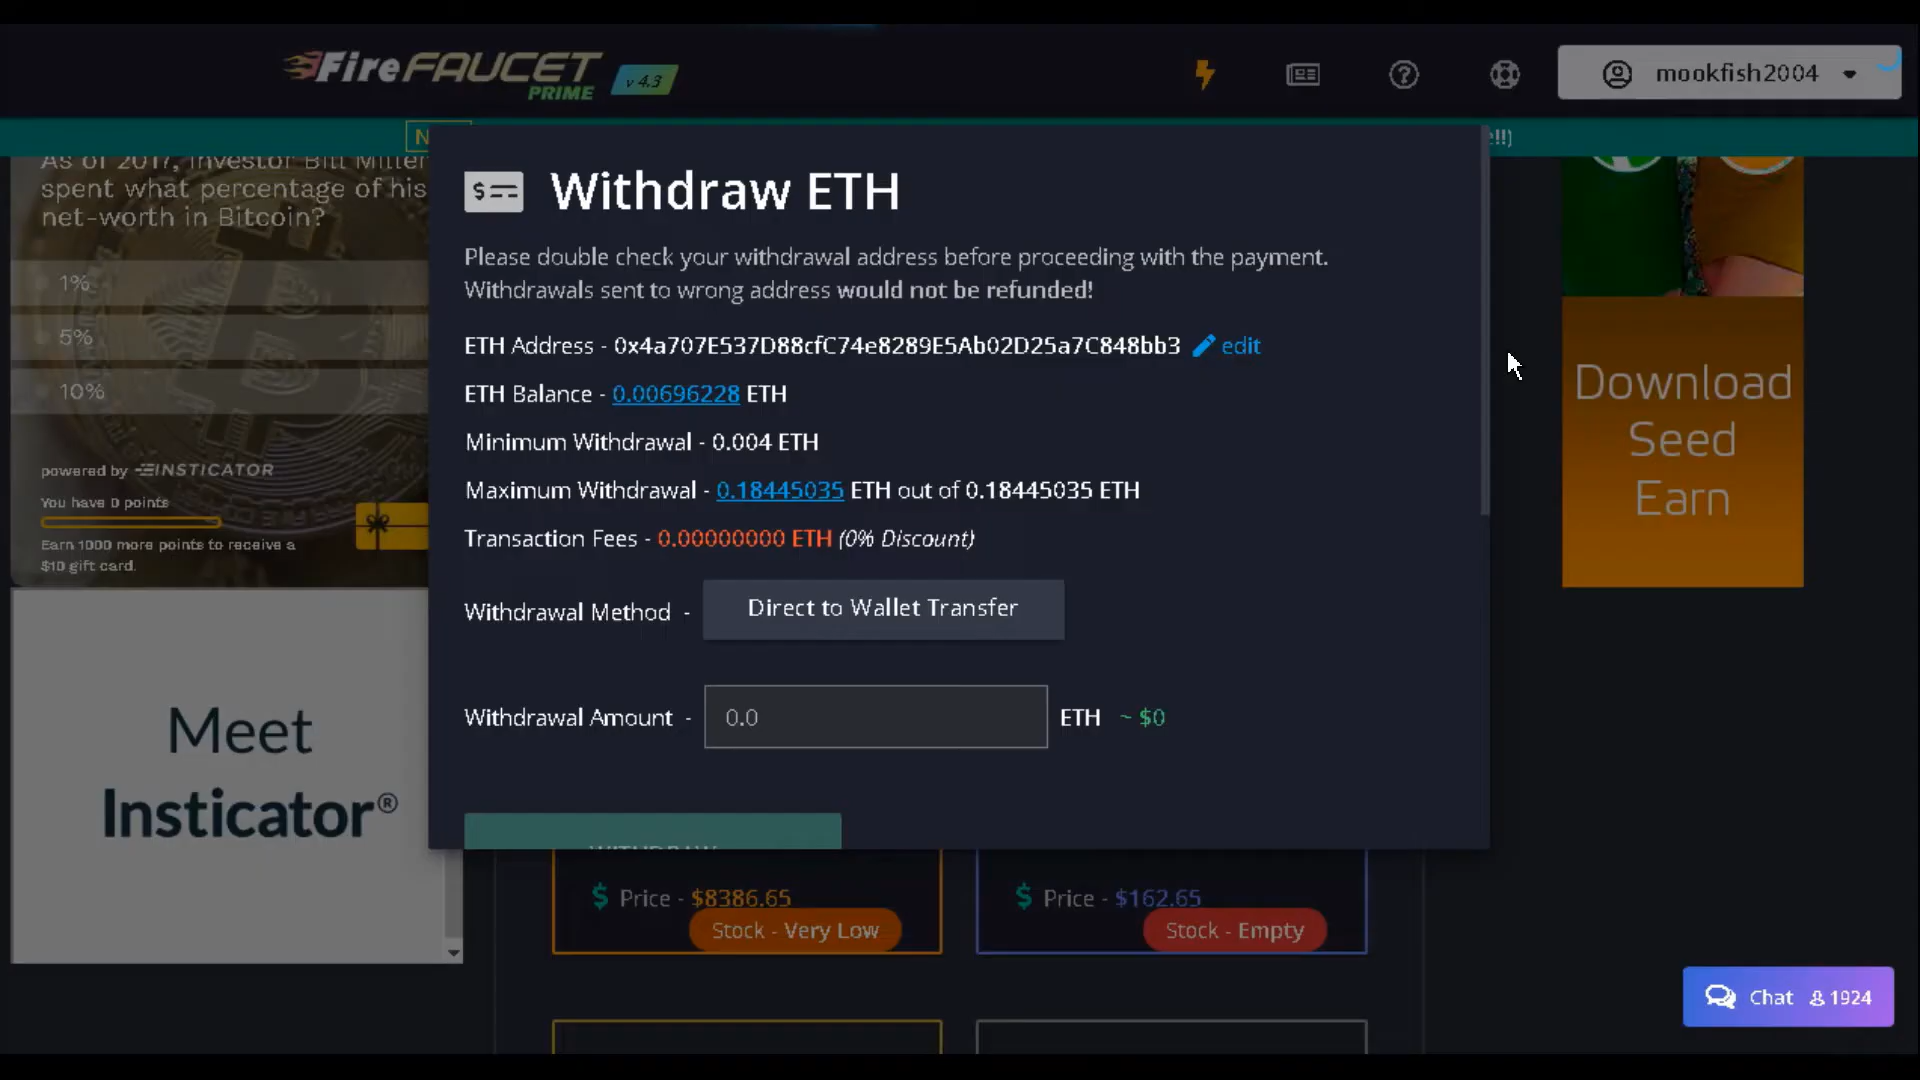 FireFAUCET
PRIME
v 4.3
mookfish2004
N
e!!)
As of 2017, investor Bill Miller
spent what percentage of his
net-worth in Bitcoin?
1%
5%
10%
powered by INSTICATOR
You have 0 points
Earn 1000 more points to receive a
$10 gift card.
Meet
Insticator®
Withdraw ETH
Please double check your withdrawal address before proceeding with the payment.
Withdrawals sent to wrong address would not be refunded!
ETH Address - 0x4a707E537D88cfC74e8289E5Ab02D25a7C848bb3 edit
ETH Balance - 0.00696228 ETH
Minimum Withdrawal - 0.004 ETH
Maximum Withdrawal - 0.18445035 ETH out of 0.18445035 ETH
Transaction Fees - 0.00000000 ETH (0% Discount)
Withdrawal Method - Direct to Wallet Transfer
Withdrawal Amount - 0.0 ETH ~ $0
WITHDRAW
$ Price - $8386.65
Stock - Very Low
$ Price - $162.65
Stock - Empty
Download
Seed
Earn
Chat 1924